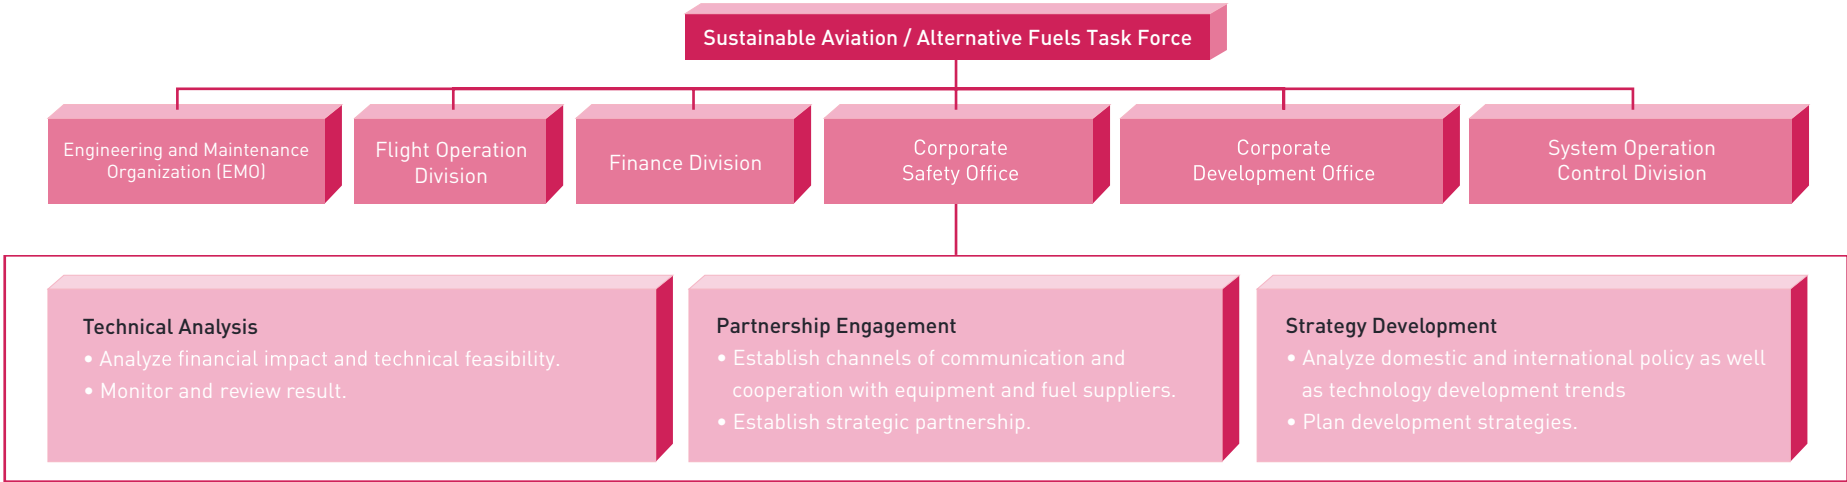 Sustainable Aviation / Alternative Fuels Task Force
Engineering and Maintenance
Organization (EMO)
Flight Operation
Division
Finance Division
Corporate
Safety Office
Corporate
Development Office
System Operation
Control Division
Technical Analysis
• Analyze financial impact and technical feasibility.
• Monitor and review result.
Partnership Engagement
• Establish channels of communication and
cooperation with equipment and fuel suppliers.
• Establish strategic partnership.
Strategy Development
• Analyze domestic and international policy as well
as technology development trends
• Plan development strategies.